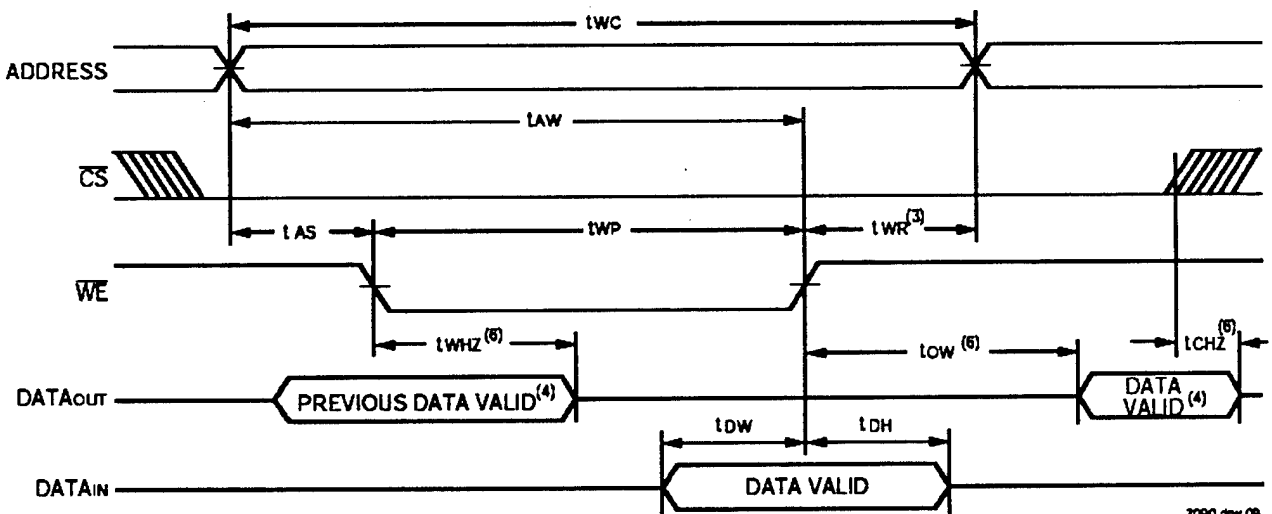 tWC
ADDRESS
tAW
CS
tAS
tWP
tWR(3)
WE
tWHZ(6)
tOW(6)
tCHZ(6)
DATAOUT
PREVIOUS DATA VALID(4)
DATA
VALID(4)
tDW
tDH
DATAIN
DATA VALID